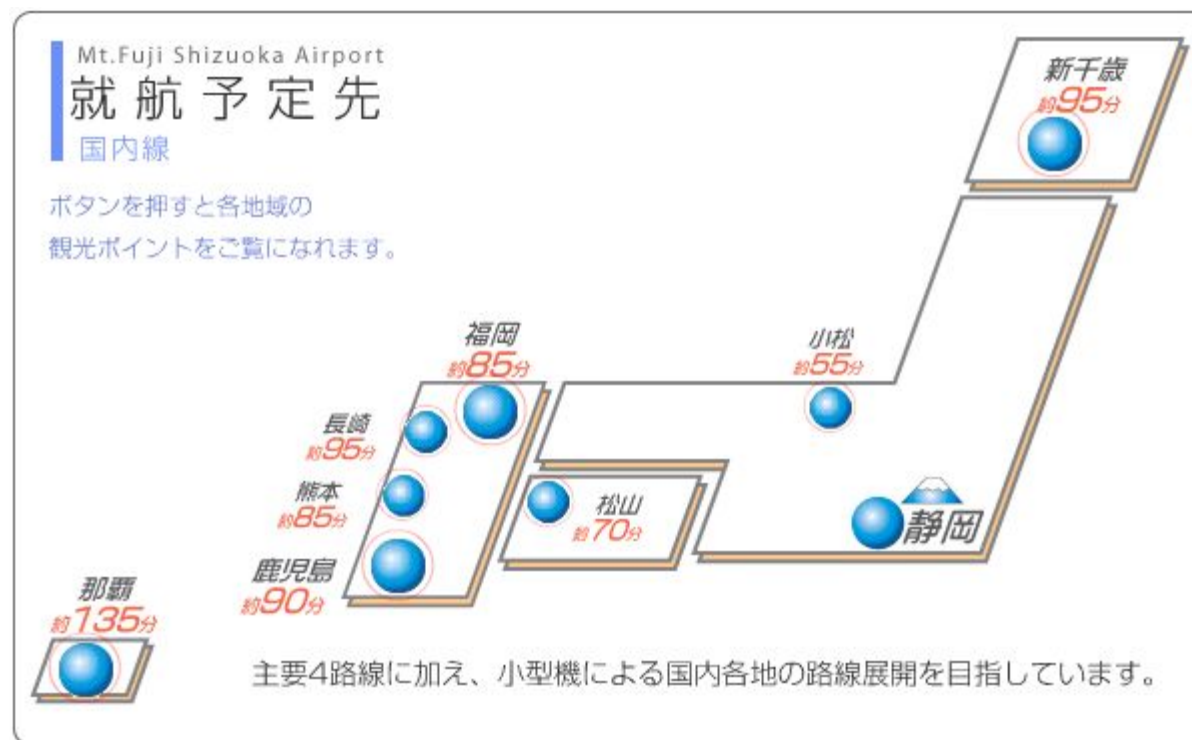 Mt.Fuji Shizuoka Airport
就航予定先
国内線
ボタンを押すと各地域の
観光ポイントをご覧になれます。
新千歳
約95分
小松
約55分
福岡
約85分
長崎
約95分
熊本
約85分
鹿児島
約90分
松山
約70分
静岡
那覇
約135分
主要4路線に加え、小型機による国内各地の路線展開を目指しています。